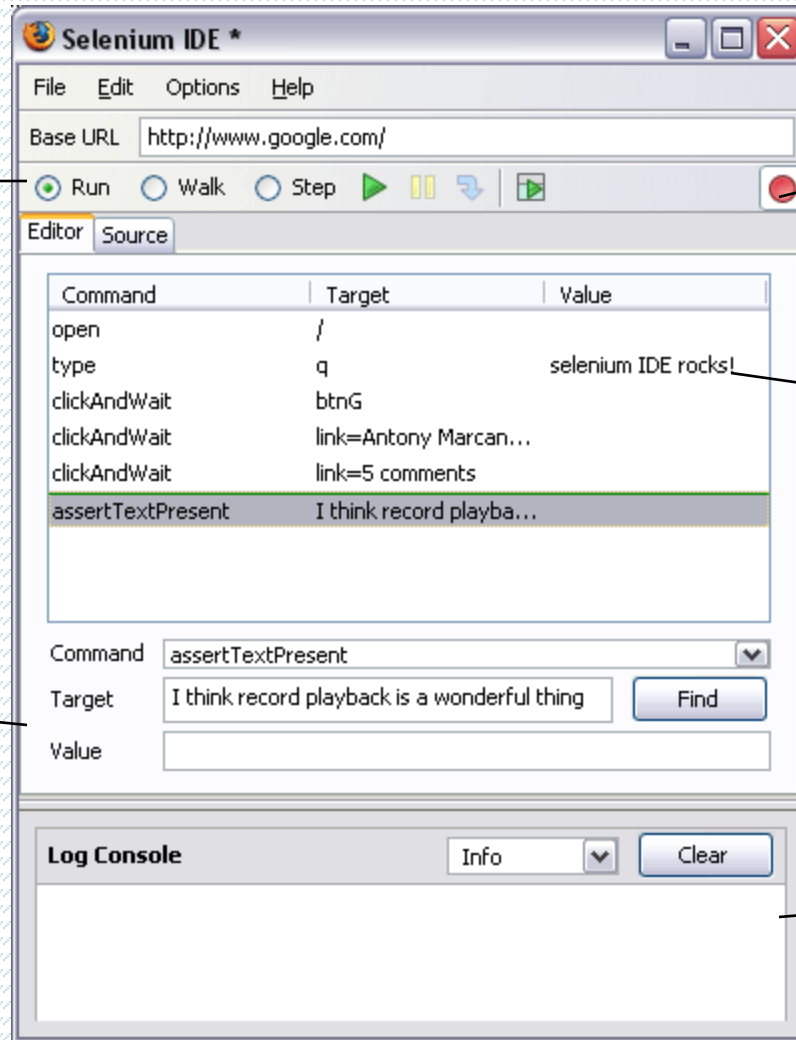 Selenium IDE *
File Edit Options Help
Base URL http://www.google.com/
Run Walk Step
Editor Source
Command Target Value
open /
type q selenium IDE rocks!
clickAndWait btnG
clickAndWait link=Antony Marcan...
clickAndWait link=5 comments
assertTextPresent I think record playba...
Command assertTextPresent
Target I think record playback is a wonderful thing Find
Value
Log Console Info Clear